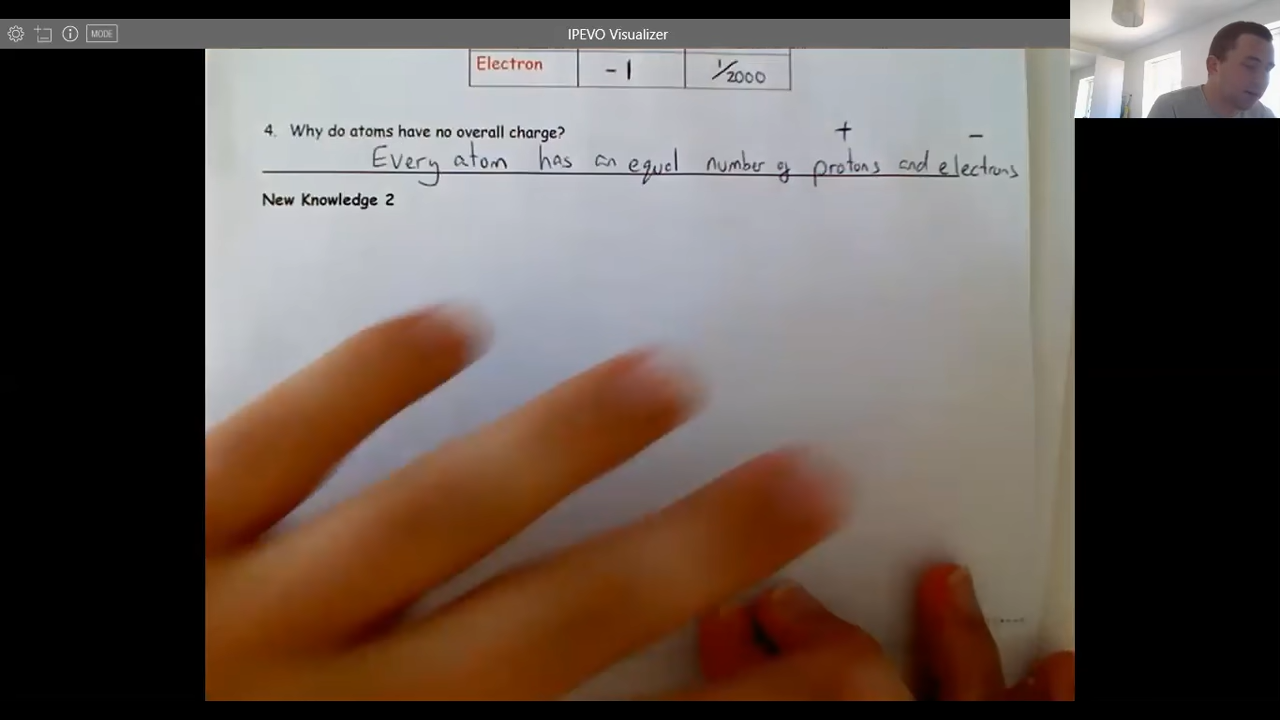 MODE
IPEVO Visualizer
Electron -1 1/2000
4. Why do atoms have no overall charge?
+ -
Every atom has an equal number of protons and electrons
New Knowledge 2